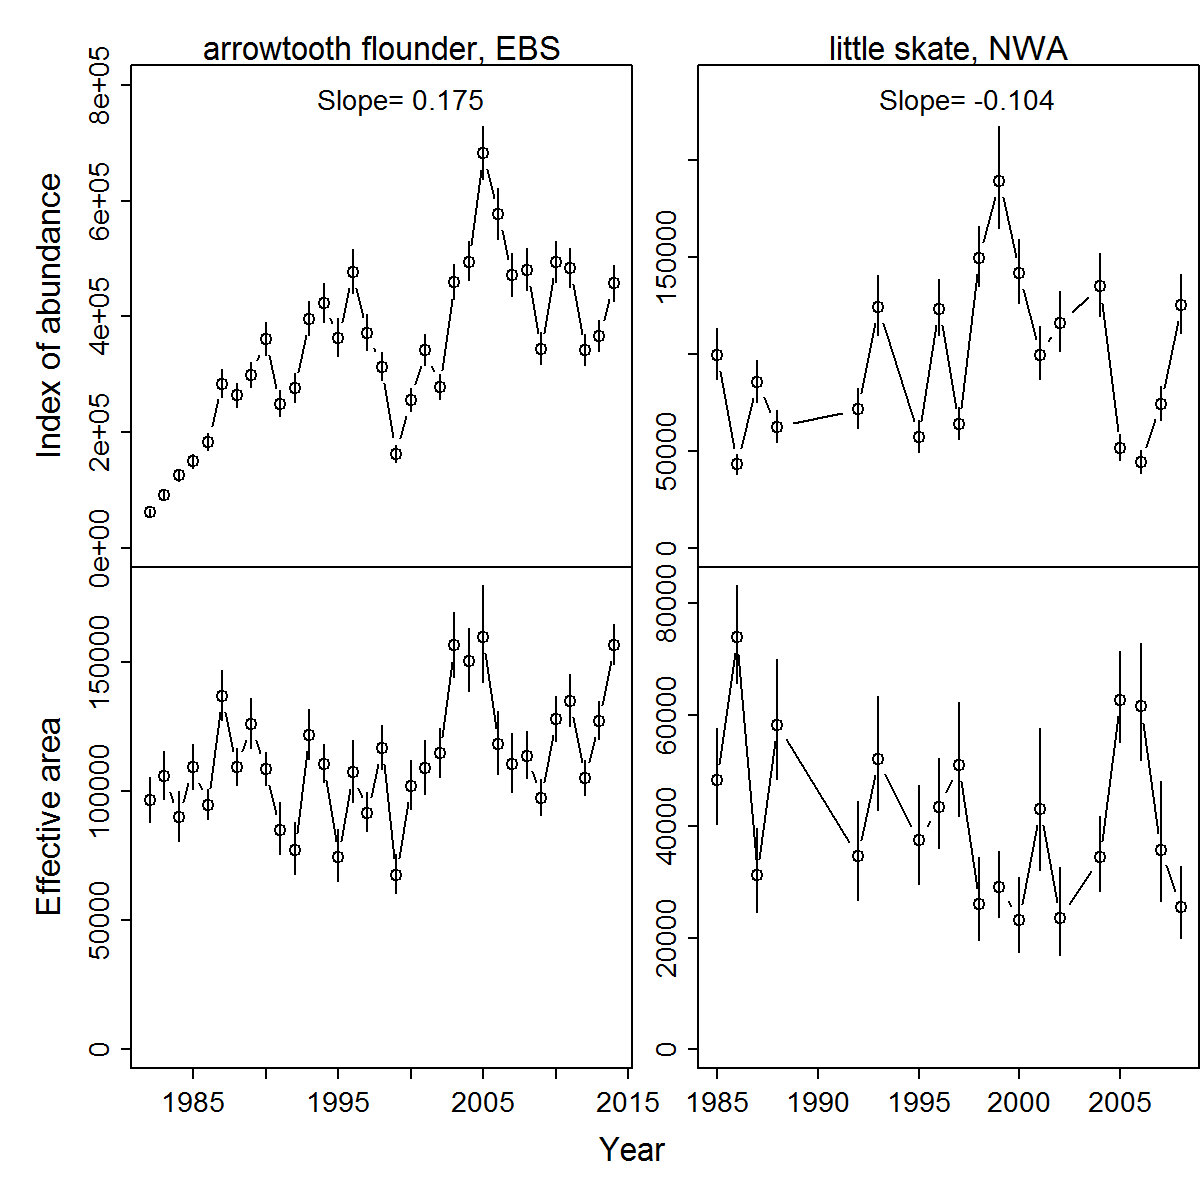 arrowtooth flounder, EBS
little skate, NWA
Slope= 0.175
Slope= -0.104
Index of abundance
8e+05
6e+05
4e+05
2e+05
0e+00
150000
50000
0
Effective area
150000
100000
50000
0
80000
60000
40000
20000
0
1985 1995 2005 2015
1985 1990 1995 2000 2005
Year